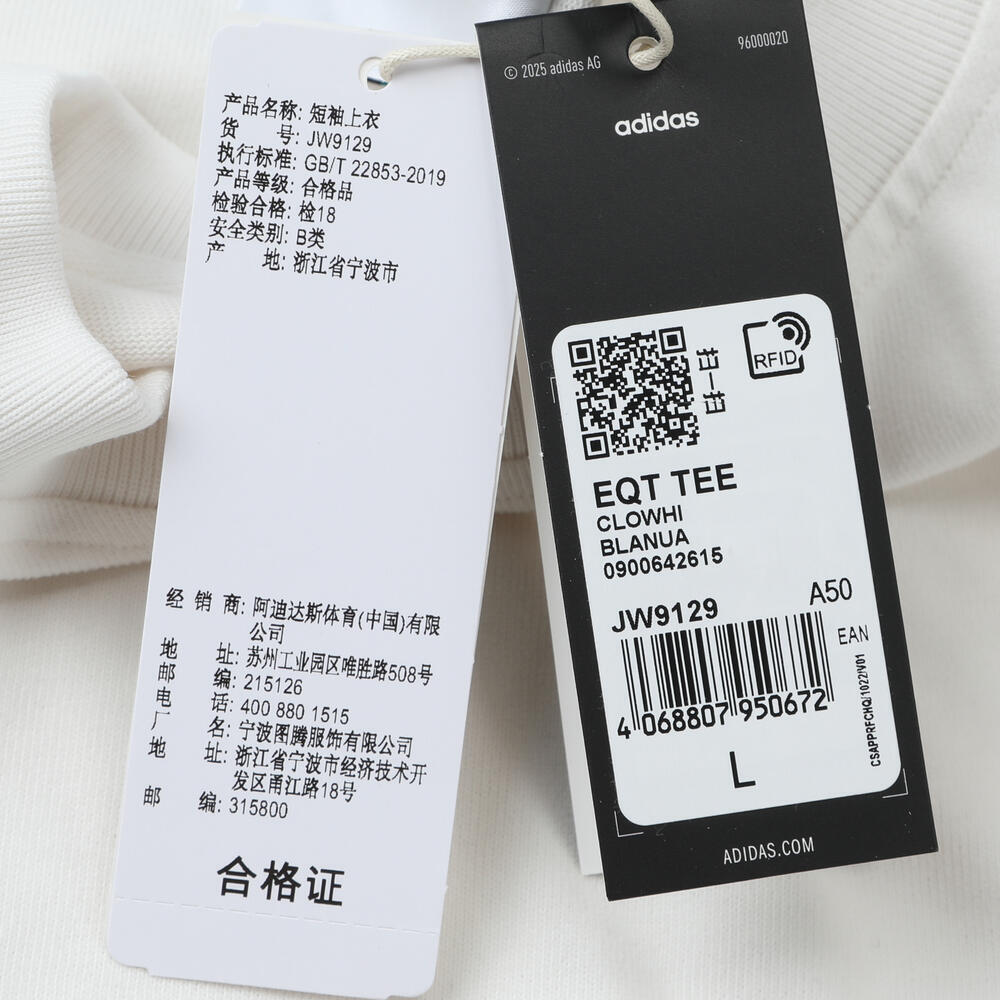 产品名称: 短袖上衣
货 号: JW9129
执行标准: GB/T 22853-2019
产品等级: 合格品
检验合格: 检18
安全类别: B类
产 地: 浙江省宁波市
经 销 商: 阿迪达斯体育(中国)有限
公司
地 址: 苏州工业园区唯胜路508号
邮 编: 215126
电 话: 400 880 1515
厂 名: 宁波图腾服饰有限公司
地 址: 浙江省宁波市经济技术开
发区甬江路18号
邮 编: 315800
合格证
© 2025 adidas AG
96000020
adidas
扫一扫
RFID
EQT TEE
CLOWHI
BLANUA
0900642615
JW9129
A50
EAN
4 068807 950672
CSAPPRFCHQ/1022/V01
L
ADIDAS.COM